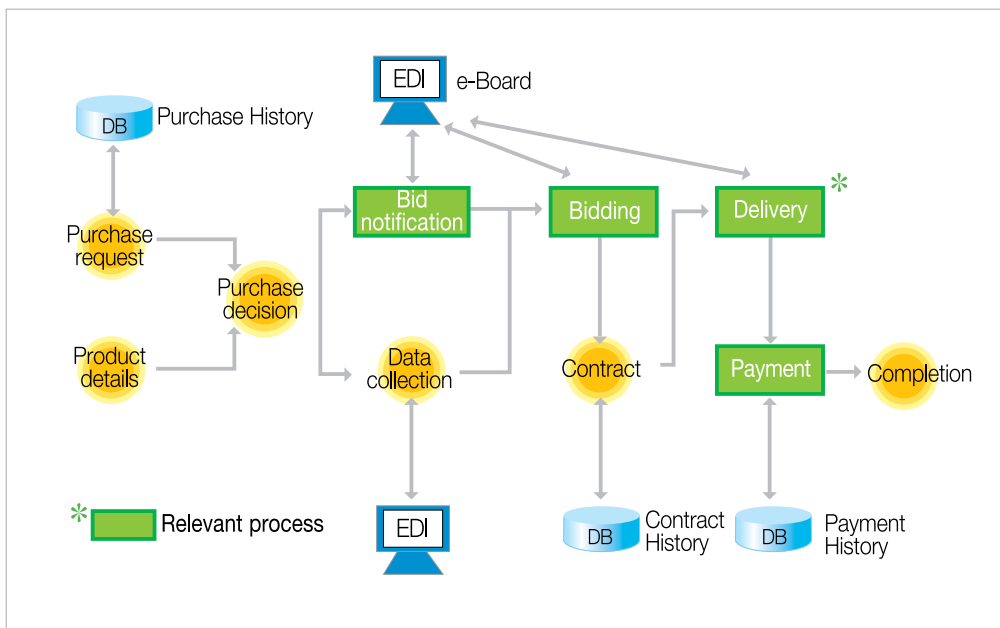 EDI
e-Board
DB
Purchase History
Bid
notification
Bidding
Delivery
*
Purchase
request
Purchase
decision
Product
details
Data
collection
Contract
Payment
Completion
* Relevant process
EDI
DB
Contract
History
DB
Payment
History